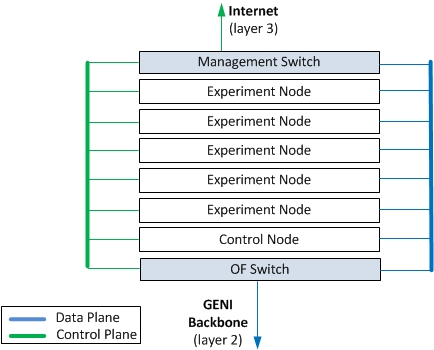 Internet
(layer 3)
Management Switch
Experiment Node
Experiment Node
Experiment Node
Experiment Node
Experiment Node
Control Node
OF Switch
GENI
Backbone
(layer 2)
Data Plane
Control Plane